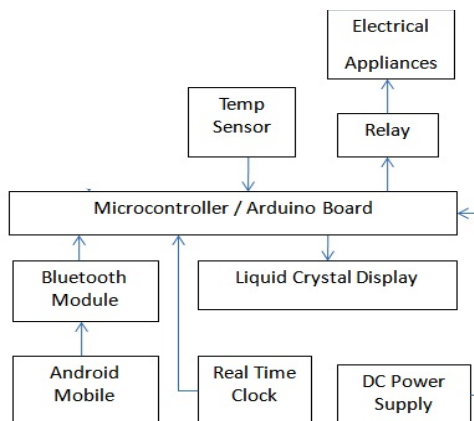 Electrical
Appliances
Temp
Sensor
Relay
Microcontroller / Arduino Board
Bluetooth
Module
Liquid Crystal Display
Android
Mobile
Real Time
Clock
DC Power
Supply